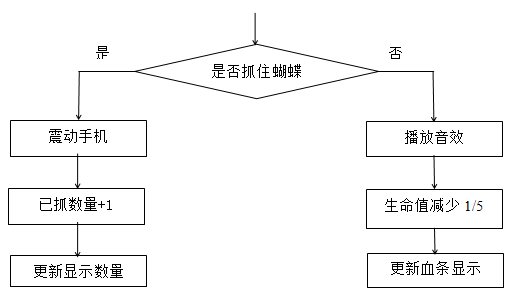 是
否
是否抓住蝴蝶
震动手机
播放音效
已抓数量+1
生命值减少 1/5
更新显示数量
更新血条显示